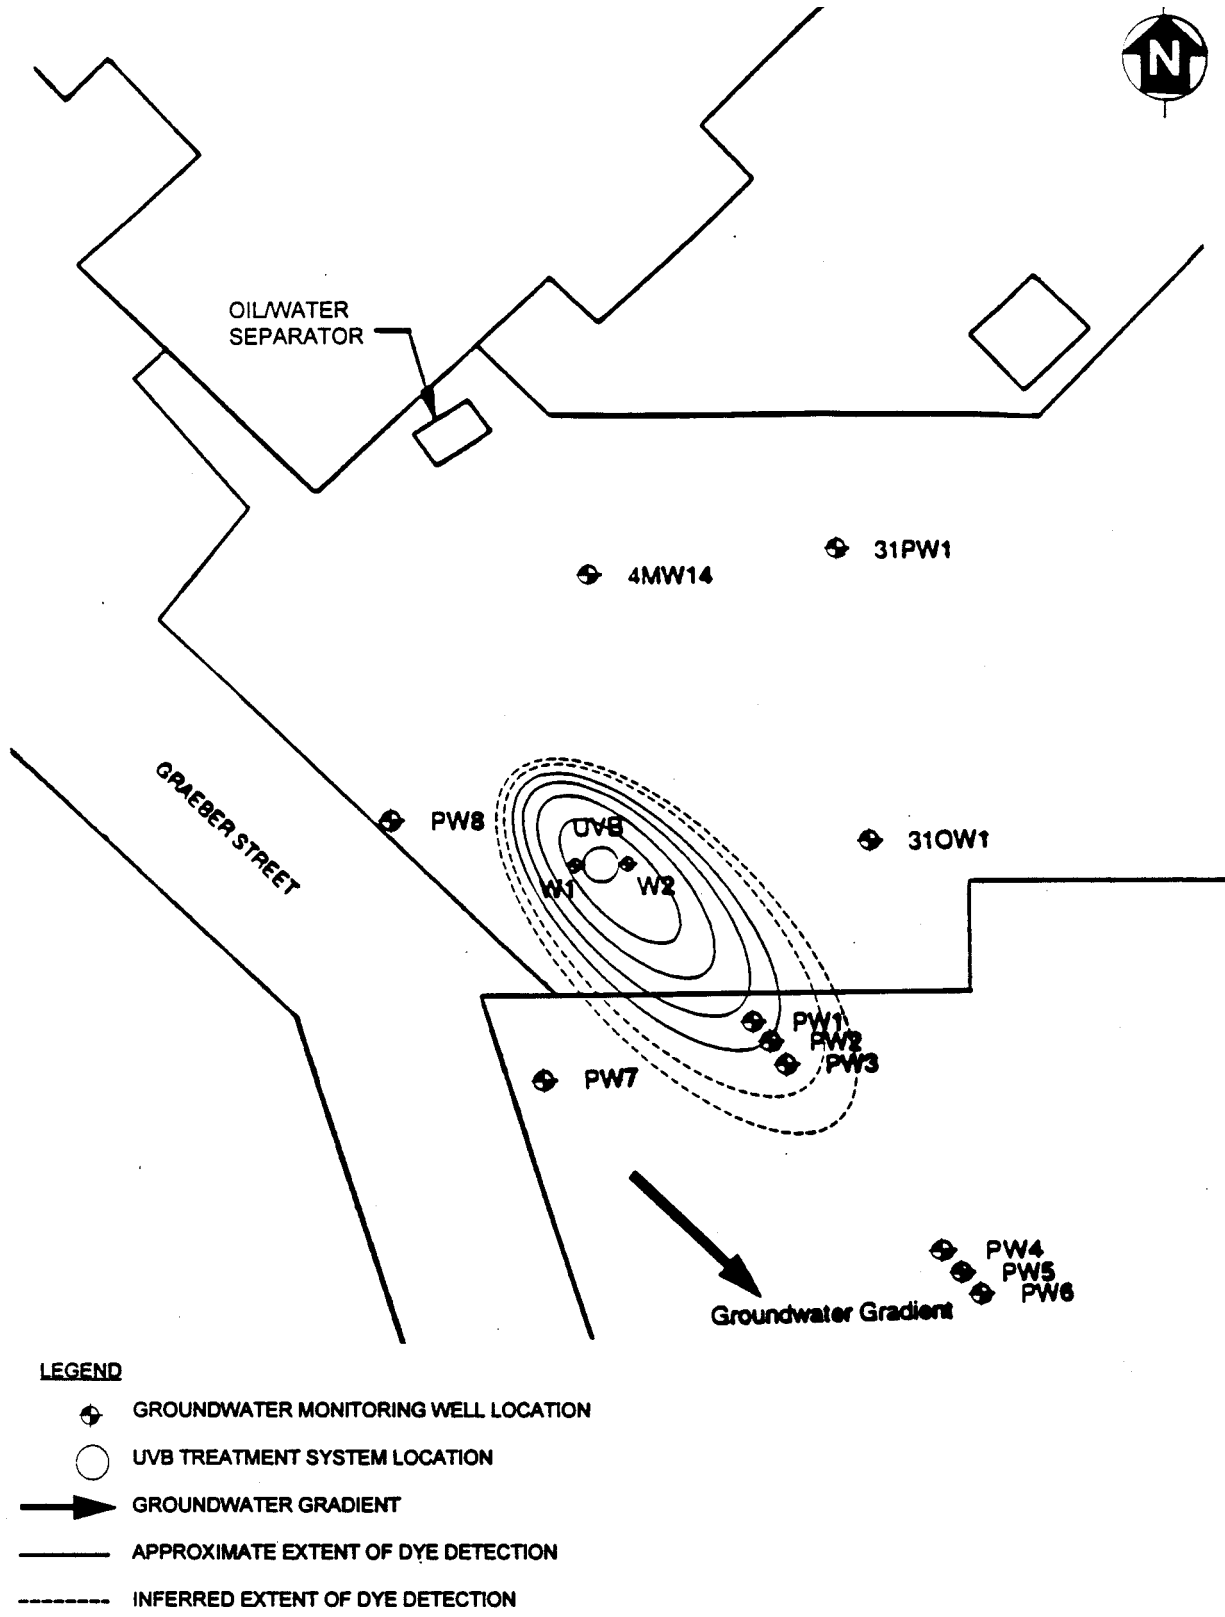 N
OIL/WATER
SEPARATOR
31PW1
4MW14
GRAEBER STREET
PW8
UVB
31OW1
W1
W2
PW1
PW2
PW3
PW7
PW4
PW5
PW6
Groundwater Gradient
LEGEND
GROUNDWATER MONITORING WELL LOCATION
UVB TREATMENT SYSTEM LOCATION
GROUNDWATER GRADIENT
APPROXIMATE EXTENT OF DYE DETECTION
INFERRED EXTENT OF DYE DETECTION